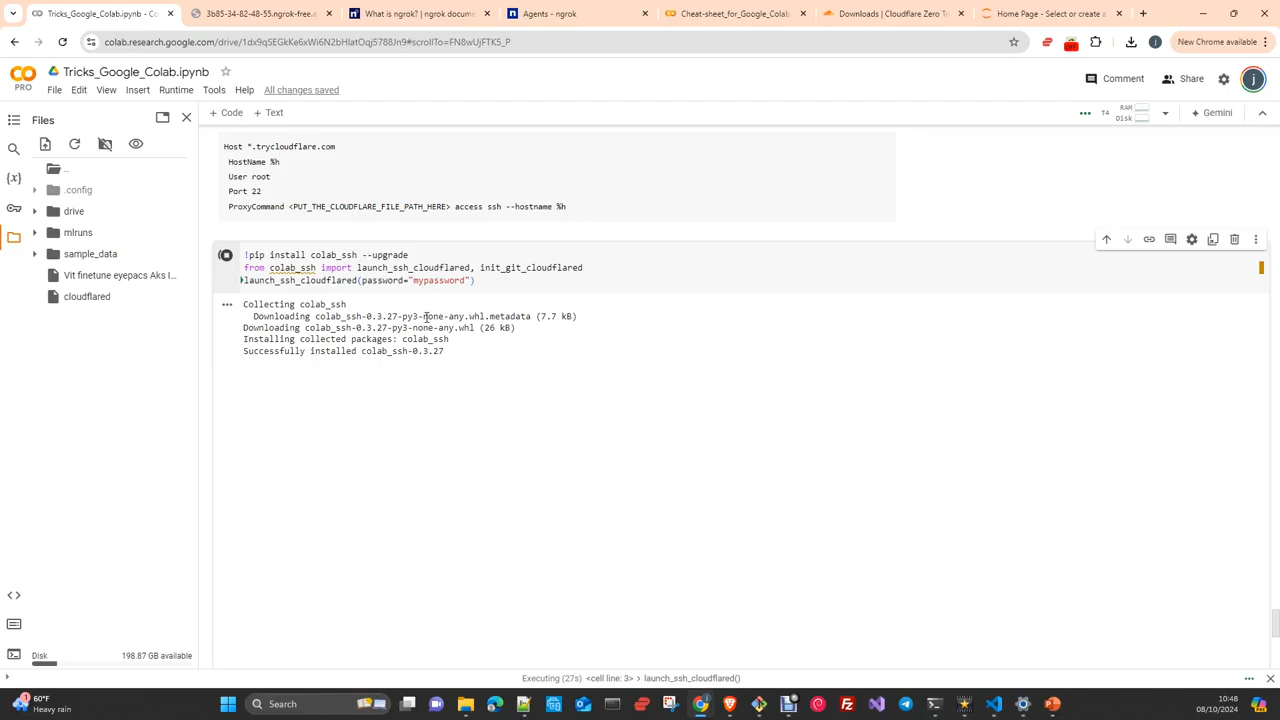 Tricks_Google_Colab.ipynb - Co
3b85-34-82-48-55.ngrok-free.a
What is ngrok? | ngrok docume
Agents - ngrok
Cheat-sheet_for_Google_Colab
Downloads | Cloudflare Zero T
Home Page - Select or create a
colab.research.google.com/drive/1dx9qSEgKke6xWi6N2bHIatOqj5788Jn9#scrollTo=FN8wUjFTK5_P
OFF
New Chrome available
PRO
Tricks_Google_Colab.ipynb
Comment
Share
File Edit View Insert Runtime Tools Help All changes saved
Files
+ Code + Text
T4
RAM
Disk
Gemini
..
.config
drive
mlruns
sample_data
Vit finetune eyepacs Aks I...
cloudflared
Host *.trycloudflare.com
HostName %h
User root
Port 22
ProxyCommand <PUT_THE_CLOUDFLARE_FILE_PATH_HERE> access ssh --hostname %h
!pip install colab_ssh --upgrade
from colab_ssh import launch_ssh_cloudflared, init_git_cloudflared
launch_ssh_cloudflared(password="mypassword")
Collecting colab_ssh
Downloading colab_ssh-0.3.27-py3-none-any.whl.metadata (7.7 kB)
Downloading colab_ssh-0.3.27-py3-none-any.whl (26 kB)
Installing collected packages: colab_ssh
Successfully installed colab_ssh-0.3.27
Disk
198.87 GB available
Executing (27s) <cell line: 3> > launch_ssh_cloudflared()
60°F
Heavy rain
Search
10:48
08/10/2024